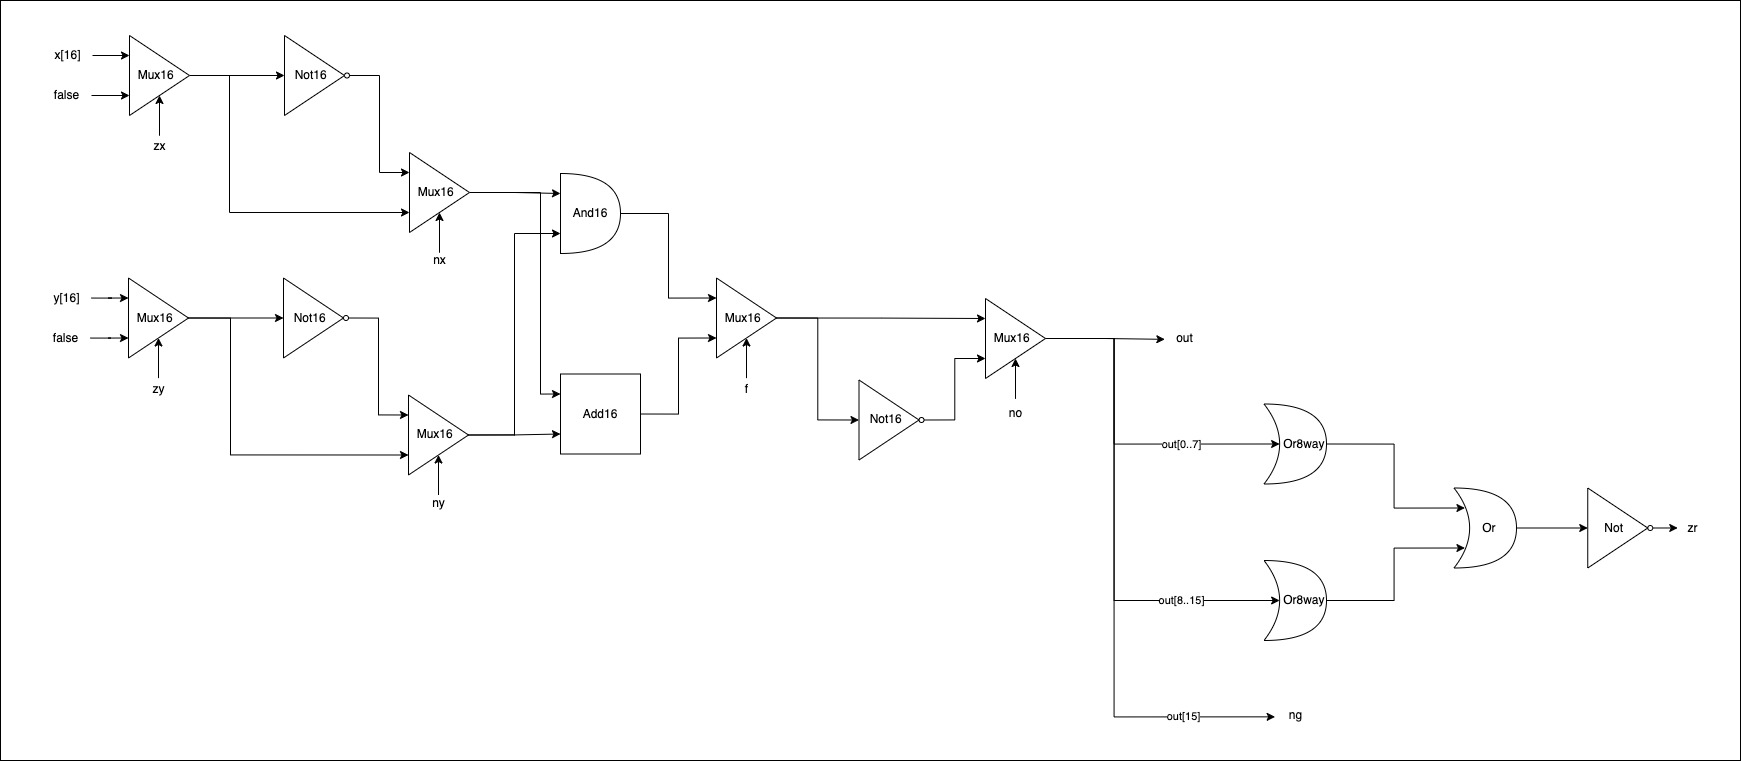 x[16]
Mux16
Not16
false
zx
Mux16
nx
And16
y[16]
Mux16
Not16
false
zy
Mux16
ny
Add16
Mux16
f
Mux16
no
Not16
out
out[0..7]
Or8way
Or
Not
zr
out[8..15]
Or8way
out[15]
ng